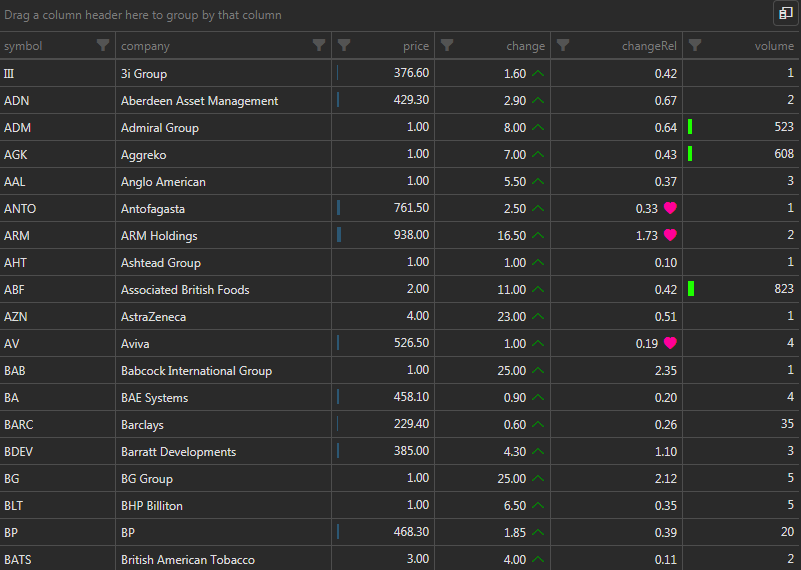 Drag a column header here to group by that column
symbol company price change changeRel volume
III 3i Group 376.60 1.60 0.42 1
ADN Aberdeen Asset Management 429.30 2.90 0.67 2
ADM Admiral Group 1.00 8.00 0.64 523
AGK Aggreko 1.00 7.00 0.43 608
AAL Anglo American 1.00 5.50 0.37 3
ANTO Antofagasta 761.50 2.50 0.33 1
ARM ARM Holdings 938.00 16.50 1.73 2
AHT Ashtead Group 1.00 1.00 0.10 1
ABF Associated British Foods 2.00 11.00 0.42 823
AZN AstraZeneca 4.00 23.00 0.51 1
AV Aviva 526.50 1.00 0.19 4
BAB Babcock International Group 1.00 25.00 2.35 1
BA BAE Systems 458.10 0.90 0.20 4
BARC Barclays 229.40 0.60 0.26 35
BDEV Barratt Developments 385.00 4.30 1.10 3
BG BG Group 1.00 25.00 2.12 5
BLT BHP Billiton 1.00 6.50 0.35 5
BP BP 468.30 1.85 0.39 20
BATS British American Tobacco 3.00 4.00 0.11 2